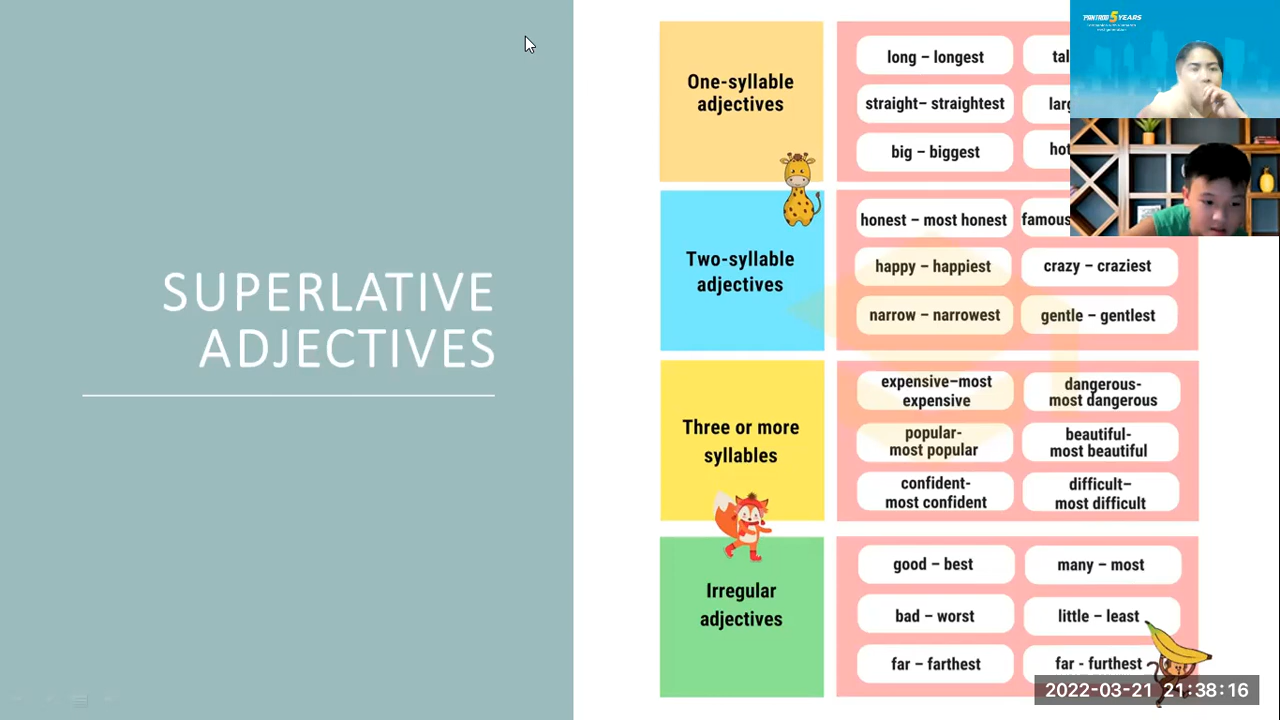 SUPERLATIVE
ADJECTIVES
One-syllable
adjectives
long – longest
straight– straightest
big – biggest
Two-syllable
adjectives
honest – most honest
famous
happy – happiest
crazy – craziest
narrow – narrowest
gentle – gentlest
Three or more
syllables
expensive–most
expensive
dangerous-
most dangerous
popular-
most popular
beautiful-
most beautiful
confident-
most confident
difficult–
most difficult
Irregular
adjectives
good – best
many – most
bad – worst
little – least
far – farthest
far - furthest
5 YEARS
2022-03-21 21:38:16